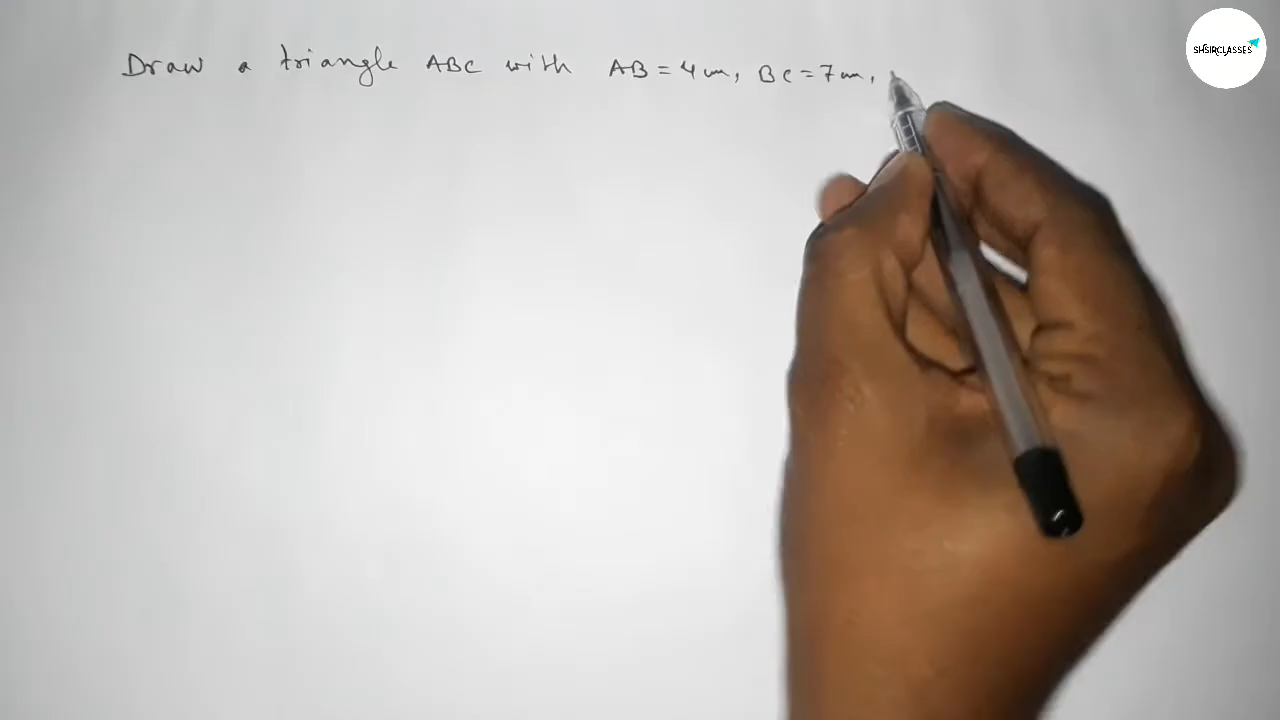 Draw a triangle ABC with AB = 4 cm, BC = 7 cm,
SHSIRCLASSES